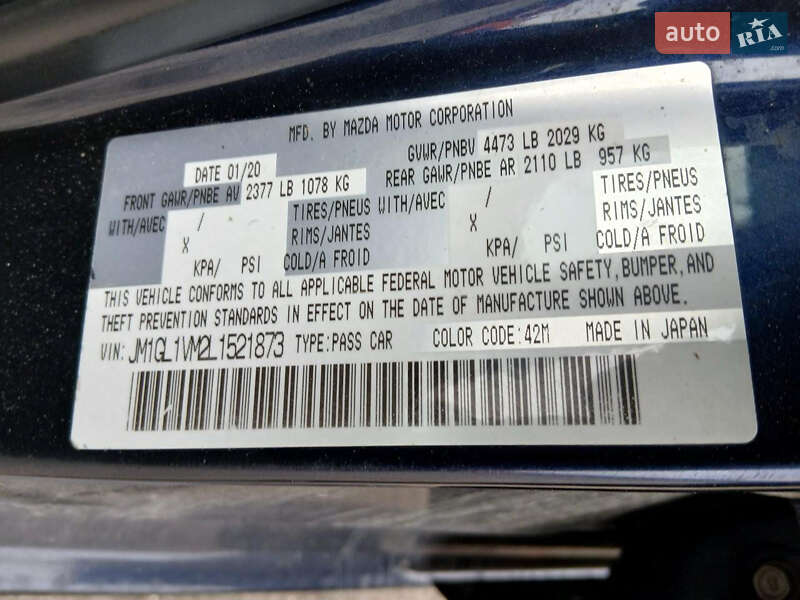 auto RIA .com
MFD. BY MAZDA MOTOR CORPORATION
DATE 01/20 GVWR/PNBV 4473 LB 2029 KG
FRONT GAWR/PNBE AV 2377 LB 1078 KG REAR GAWR/PNBE AR 2110 LB 957 KG
WITH/AVEC / TIRES/PNEUS WITH/AVEC / TIRES/PNEUS
X RIMS/JANTES X RIMS/JANTES
KPA/ PSI COLD/A FROID KPA/ PSI COLD/A FROID
THIS VEHICLE CONFORMS TO ALL APPLICABLE FEDERAL MOTOR VEHICLE SAFETY, BUMPER, AND
THEFT PREVENTION STANDARDS IN EFFECT ON THE DATE OF MANUFACTURE SHOWN ABOVE.
VIN: JM1GL1VM2L1521873 TYPE: PASS CAR COLOR CODE: 42M MADE IN JAPAN